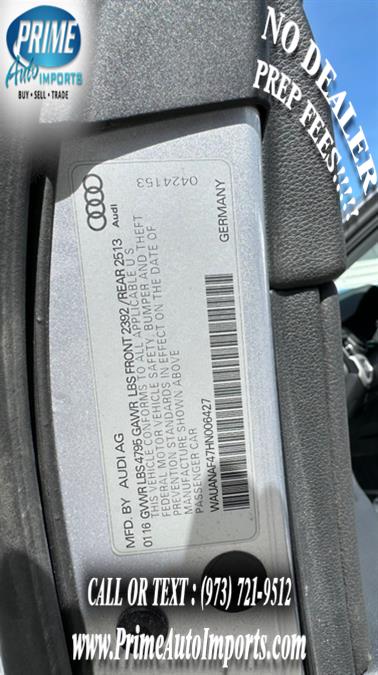 PRIME
Auto
IMPORTS
BUY • SELL • TRADE
NO DEALER
PREP FEES!!!!
0424153
Audi
GERMANY
MFD. BY AUDI AG
0116 GVWR LBS 4795 GAWR LBS FRONT 2392 /REAR 2513
THIS VEHICLE CONFORMS TO ALL APPLICABLE U.S.
FEDERAL MOTOR VEHICLE SAFETY, BUMPER AND THEFT
PREVENTION STANDARDS IN EFFECT ON THE DATE OF
MANUFACTURE SHOWN ABOVE
PASSENGER CAR
WAUANAF47HN006427
CALL OR TEXT : (973) 721-9512
www.PrimeAutoImports.com